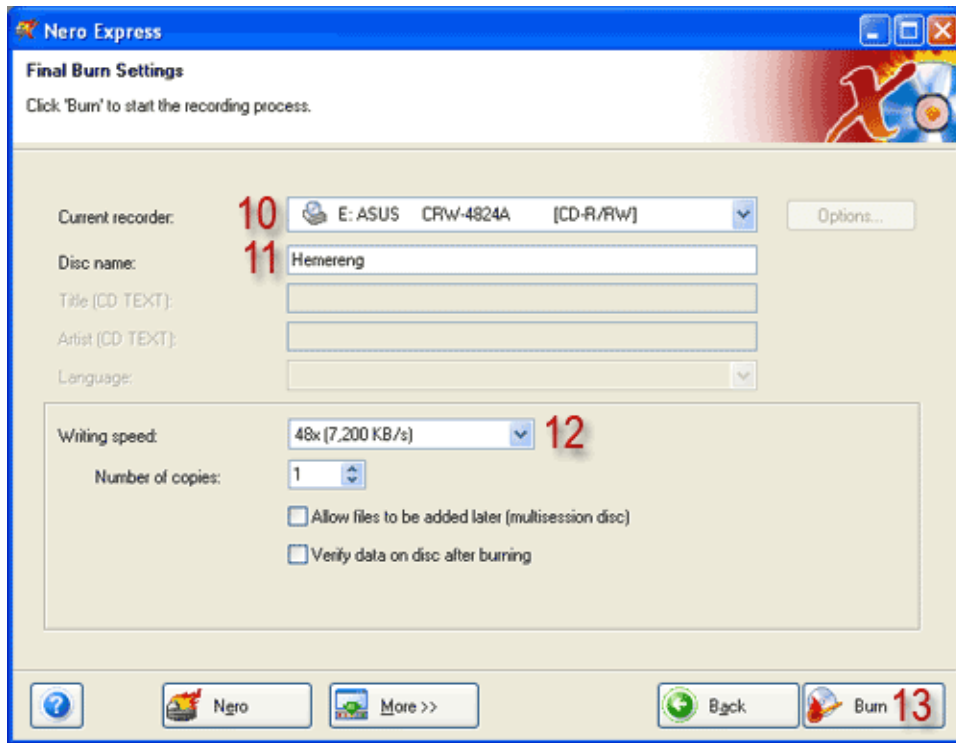 Nero Express
Final Burn Settings
Click 'Burn' to start the recording process.
Current recorder: 10 E: ASUS CRW-4824A [CD-R/RW] Options...
Disc name: 11 Hemereng
Title (CD TEXT):
Artist (CD TEXT):
Language:
Writing speed: 48x (7,200 KB/s) 12
Number of copies: 1
Allow files to be added later (multisession disc)
Verify data on disc after burning
? Nero More >> Back Burn 13